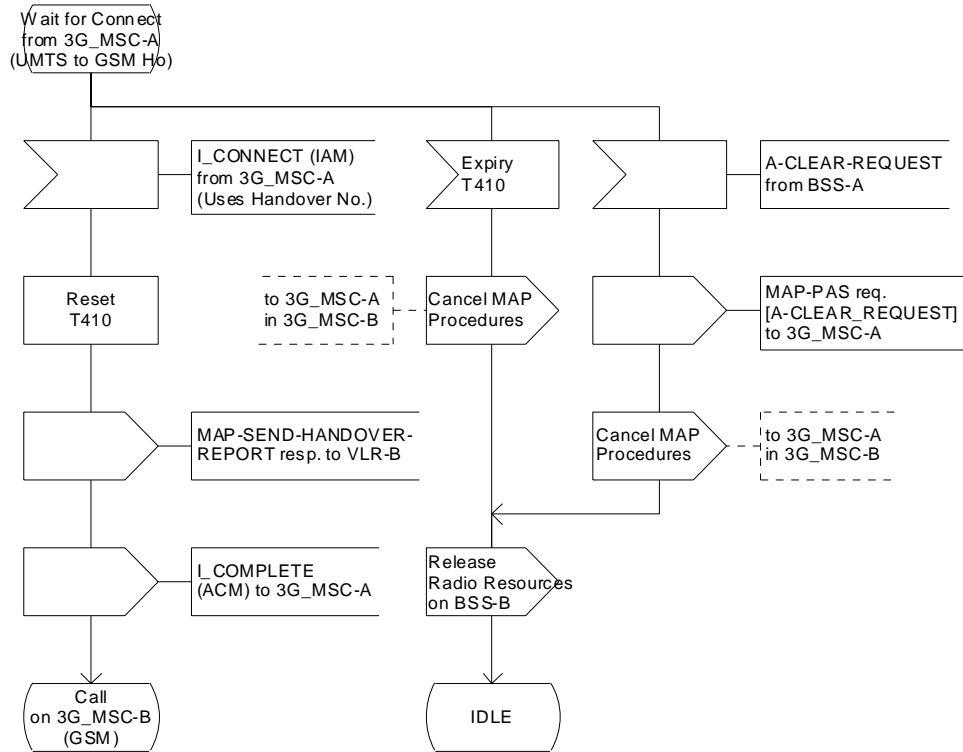 Wait for Connect
from 3G_MSC-A
(UMTS to GSM Ho)
I_CONNECT (IAM)
from 3G_MSC-A
(Uses Handover No.)
Expiry
T410
A-CLEAR-REQUEST
from BSS-A
Reset
T410
to 3G_MSC-A
in 3G_MSC-B
Cancel MAP
Procedures
MAP-PAS req.
[A-CLEAR_REQUEST]
to 3G_MSC-A
MAP-SEND-HANDOVER-
REPORT resp. to VLR-B
Cancel MAP
Procedures
to 3G_MSC-A
in 3G_MSC-B
I_COMPLETE
(ACM) to 3G_MSC-A
Release
Radio Resources
on BSS-B
Call
on 3G_MSC-B
(GSM)
IDLE